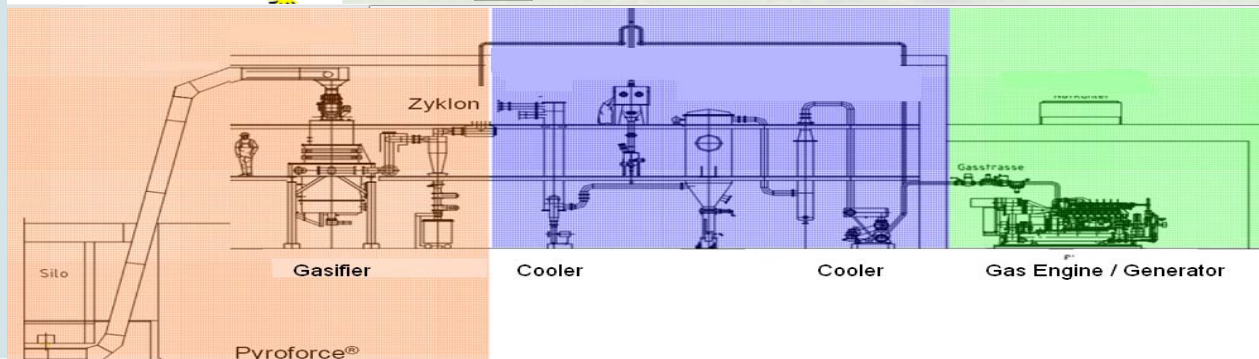 Zyklon
Gasstrasse
Silo
Gasifier
Cooler
Cooler
Gas Engine / Generator
Pyroforce®